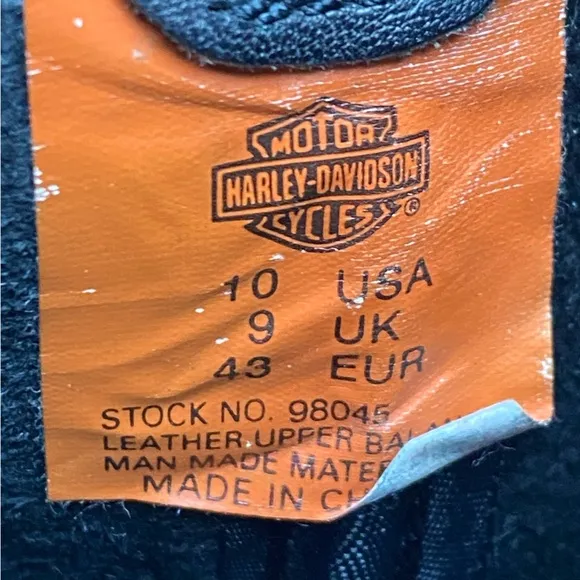 MOTOR
HARLEY-DAVIDSON
CYCLES ®
10 USA
9 UK
43 EUR
STOCK NO. 98045
LEATHER UPPER
MAN MADE
MADE IN